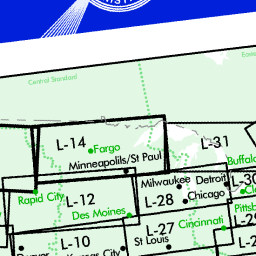 Central Standard
L-14
Fargo
L-31
Minneapolis/St Paul
Buffalo
Milwaukee
Detroit
L-30
Rapid City
L-12
Chicago
L-28
Des Moines
Cincinnati
L-27
L-10
St Louis